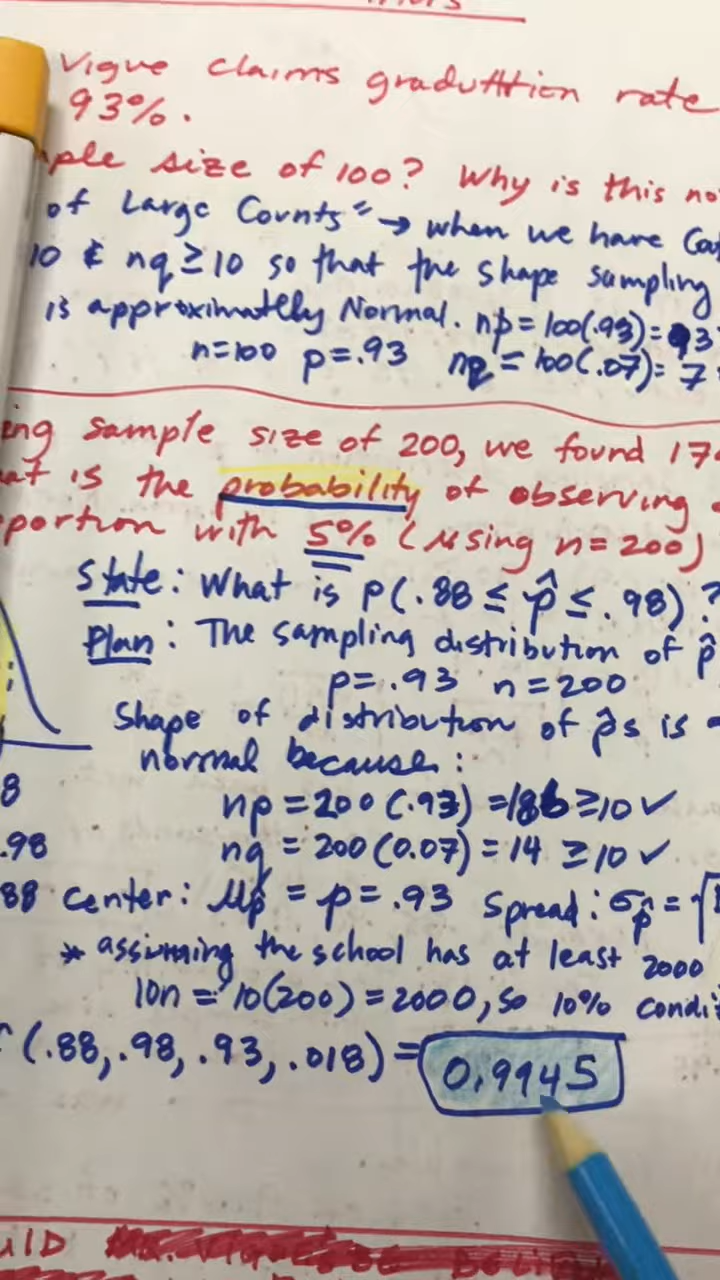 Vigue claims graduation rate
93%.
ple size of 100? Why is this no
of Large Counts" → when we have
10 & nq ≥ 10 so that the shape sampling
is approximately Normal. np = 100(.93) = 93
n=100 p=.93 nq = 100(.07) = 7
ing sample size of 200, we found 17
at is the probability of observing
portion with 5% (using n=200)
State: What is P(.88 ≤ p̂ ≤ .98)?
Plan: The sampling distribution of p̂
p=.93 n=200
Shape of distribution of p̂s is
normal because:
np = 200(.93) = 186 ≥10 ✓
8
nq = 200(0.07) = 14 ≥10 ✓
.98
88 center: μp̂ = p = .93 Spread: σp̂ = √
* assuming the school has at least 2000
10n = 10(200) = 2000, so 10% condi
(.88, .98, .93, .018) = 0.9945